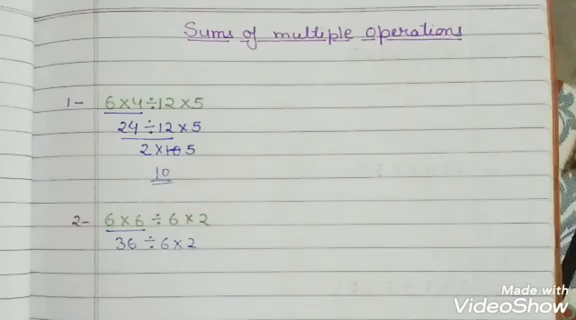 Sums of multiple operations
1- 6×4÷12×5
24÷12×5
2×10 5
10
2- 6×6÷6×2
36÷6×2
Made with
VideoShow